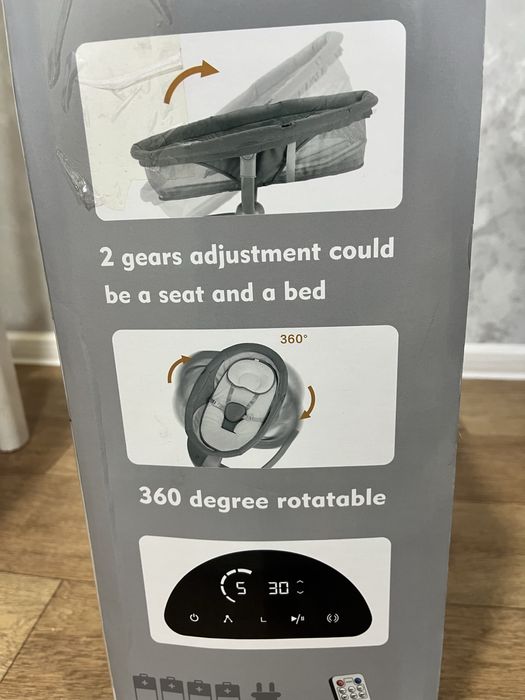 2 gears adjustment could
be a seat and a bed
360°
360 degree rotatable
5 30